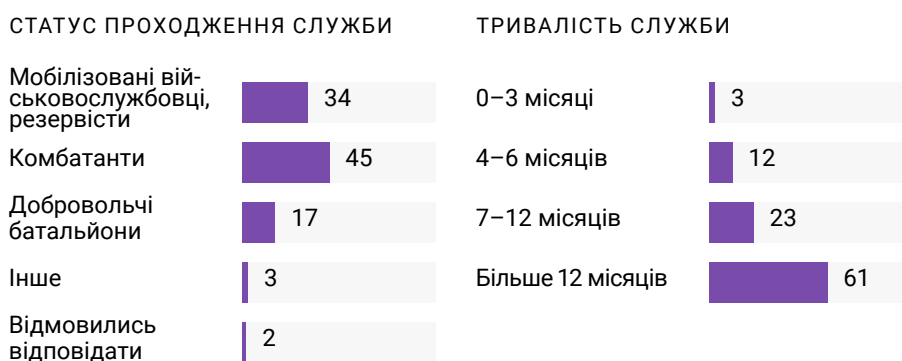 СТАТУС ПРОХОДЖЕННЯ СЛУЖБИ
Мобілізовані вій-
ськовослужбовці,
резервісти
34
Комбатанти
45
Добровольчі
батальйони
17
Інше
3
Відмовились
відповідати
2
ТРИВАЛІСТЬ СЛУЖБИ
0–3 місяці
3
4–6 місяців
12
7–12 місяців
23
Більше 12 місяців
61